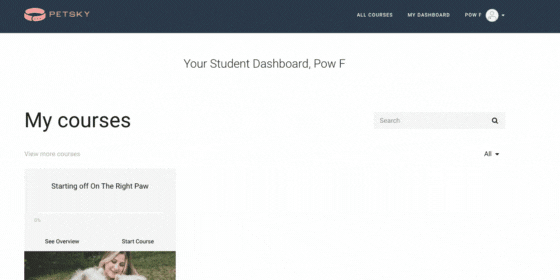 PETSKY
ALL COURSES MY DASHBOARD POW F
Your Student Dashboard, Pow F
My courses
Search
View more courses
All
Starting off On The Right Paw
0%
See Overview Start Course